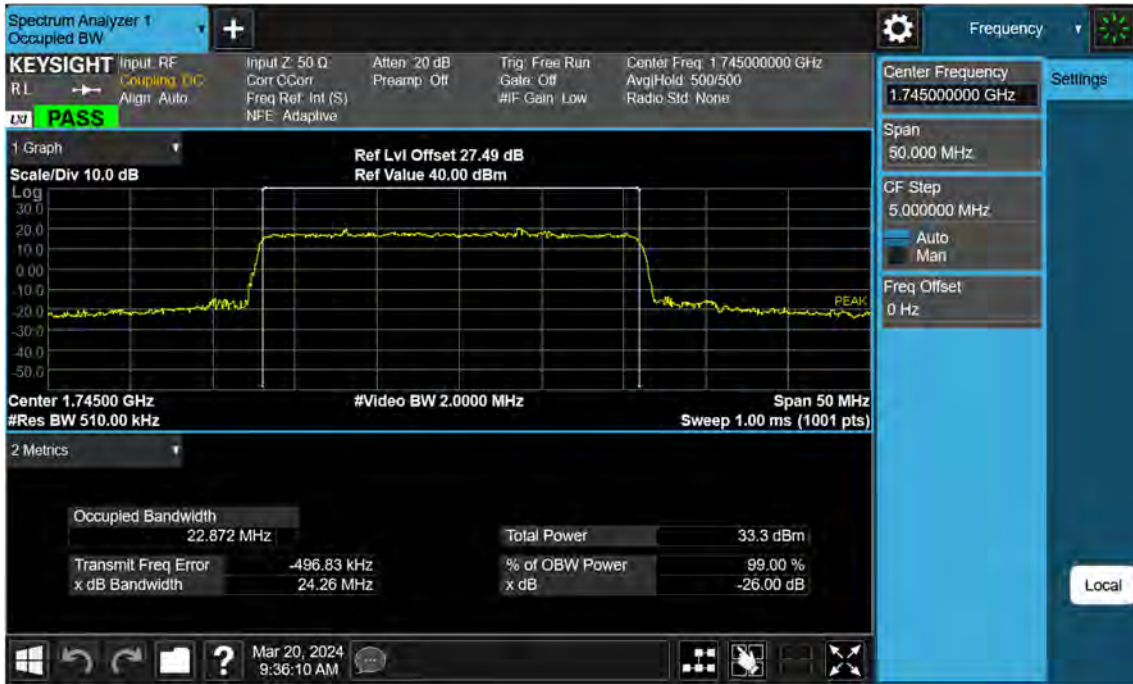 Spectrum Analyzer 1
Occupied BW
+
Frequency
KEYSIGHT
Input: RF
Coupling: DC
Align: Auto
Input Z: 50 Ω
Corr CCorr
Freq Ref: Int (S)
NFE: Adaptive
Atten: 20 dB
Preamp: Off
Trig: Free Run
Gate: Off
#IF Gain: Low
Center Freq: 1.745000000 GHz
Avg|Hold: 500/500
Radio Std: None
R L
LXI
PASS
Center Frequency
1.745000000 GHz
Settings
Span
50.000 MHz
CF Step
5.000000 MHz
Auto
Man
Freq Offset
0 Hz
1 Graph
Scale/Div 10.0 dB
Ref Lvl Offset 27.49 dB
Ref Value 40.00 dBm
Log
30.0
20.0
10.0
0.00
-10.0
-20.0
-30.0
-40.0
-50.0
PEAK
Center 1.74500 GHz
#Video BW 2.0000 MHz
Span 50 MHz
#Res BW 510.00 kHz
Sweep 1.00 ms (1001 pts)
2 Metrics
Occupied Bandwidth
22.872 MHz
Total Power 33.3 dBm
Transmit Freq Error -496.83 kHz
% of OBW Power 99.00 %
x dB Bandwidth 24.26 MHz
x dB -26.00 dB
Local
?
Mar 20, 2024
9:36:10 AM